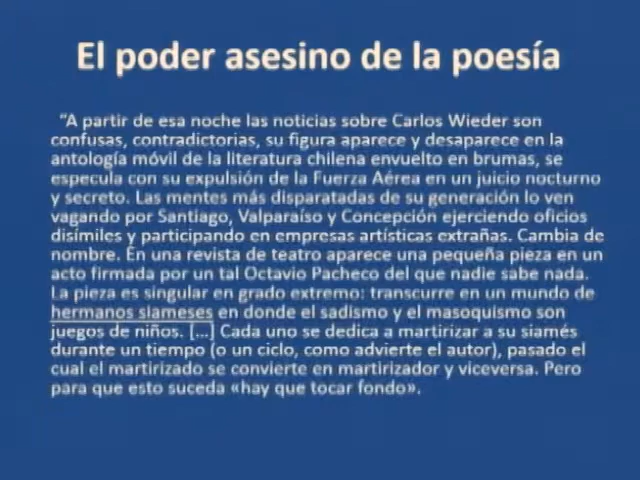 El poder asesino de la poesía
“A partir de esa noche las noticias sobre Carlos Wieder son
confusas, contradictorias, su figura aparece y desaparece en la
antología móvil de la literatura chilena envuelto en brumas, se
especula con su expulsión de la Fuerza Aérea en un juicio nocturno
y secreto. Las mentes más disparatadas de su generación lo ven
vagando por Santiago, Valparaíso y Concepción ejerciendo oficios
disímiles y participando en empresas artísticas extrañas. Cambia de
nombre. En una revista de teatro aparece una pequeña pieza en un
acto firmada por un tal Octavio Pacheco del que nadie sabe nada.
La pieza es singular en grado extremo: transcurre en un mundo de
hermanos siameses en donde el sadismo y el masoquismo son
juegos de niños. […] Cada uno se dedica a martirizar a su siamés
durante un tiempo (o un ciclo, como advierte el autor), pasado el
cual el martirizado se convierte en martirizador y viceversa. Pero
para que esto suceda «hay que tocar fondo».